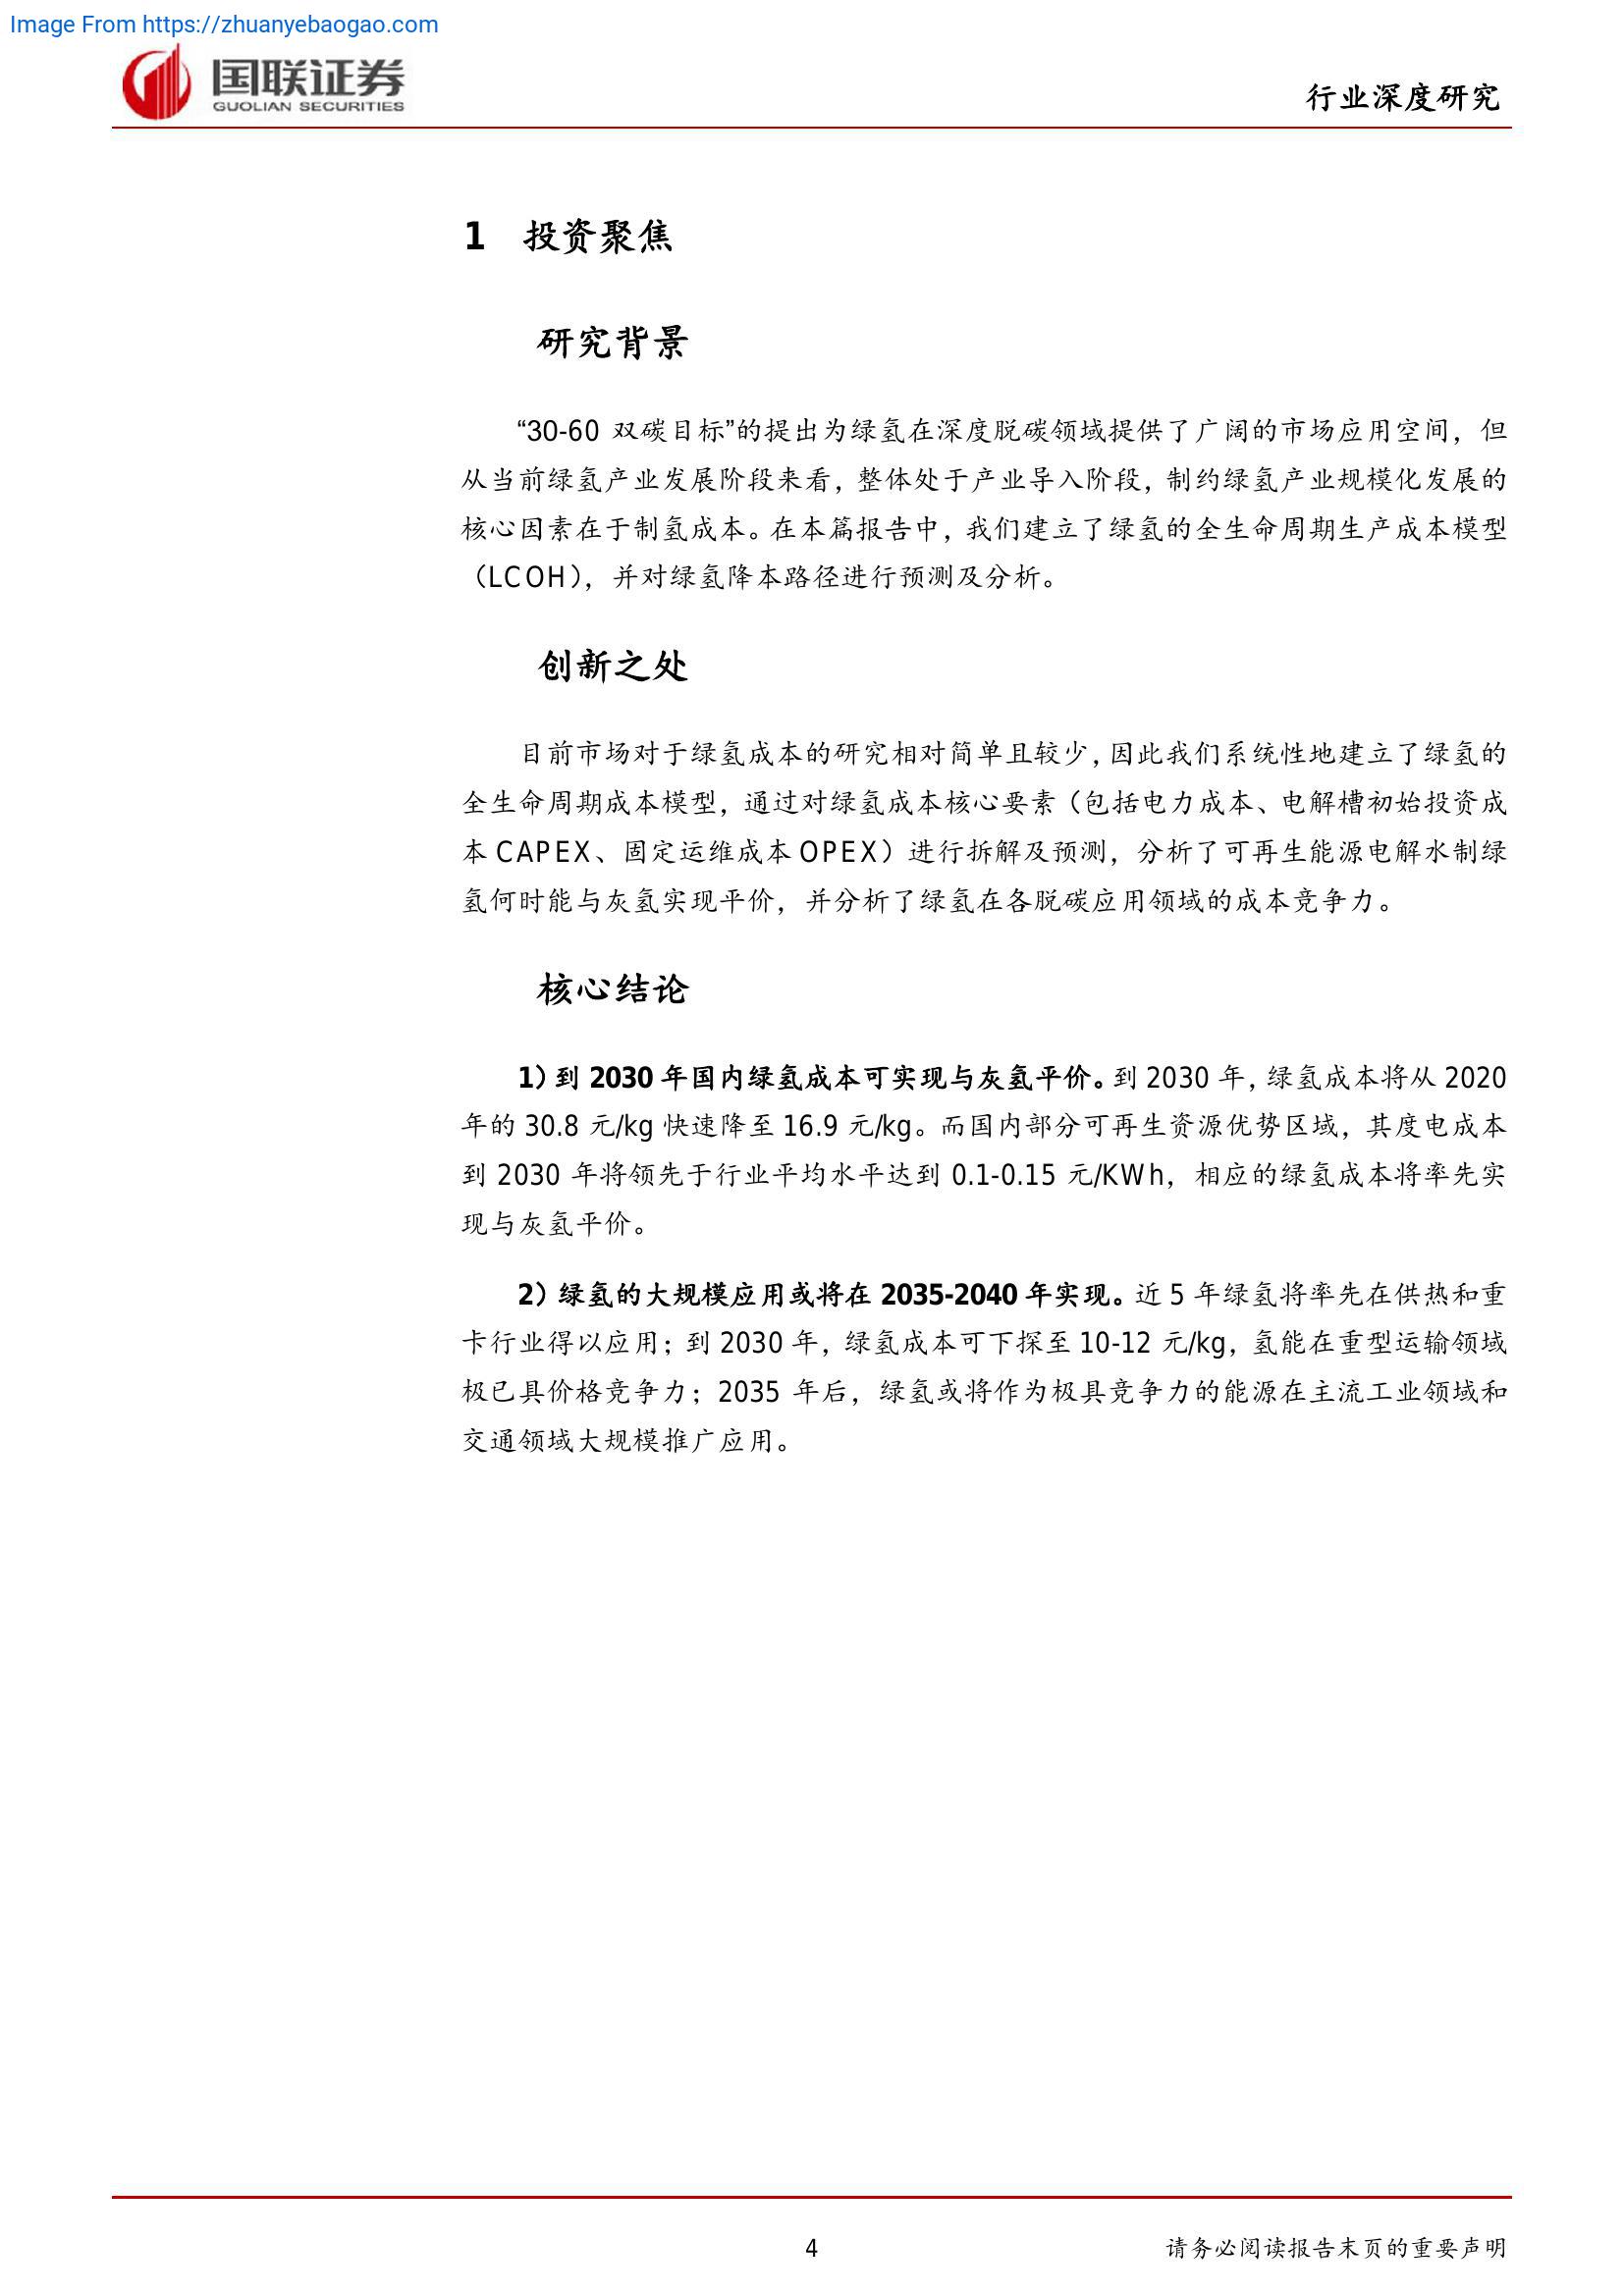 Image From https://zhuanyebaogao.com
国联证券
GUOLIAN SECURITIES
行业深度研究
1 投资聚焦
研究背景
“30-60 双碳目标”的提出为绿氢在深度脱碳领域提供了广阔的市场应用空间，但
从当前绿氢产业发展阶段来看，整体处于产业导入阶段，制约绿氢产业规模化发展的
核心因素在于制氢成本。在本篇报告中，我们建立了绿氢的全生命周期生产成本模型
（LCOH），并对绿氢降本路径进行预测及分析。
创新之处
目前市场对于绿氢成本的研究相对简单且较少，因此我们系统性地建立了绿氢的
全生命周期成本模型，通过对绿氢成本核心要素（包括电力成本、电解槽初始投资成
本 CAPEX、固定运维成本 OPEX）进行拆解及预测，分析了可再生能源电解水制绿
氢何时能与灰氢实现平价，并分析了绿氢在各脱碳应用领域的成本竞争力。
核心结论
1）到 2030 年国内绿氢成本可实现与灰氢平价。到 2030 年，绿氢成本将从 2020
年的 30.8 元/kg 快速降至 16.9 元/kg。而国内部分可再生资源优势区域，其度电成本
到 2030 年将领先于行业平均水平达到 0.1-0.15 元/KWh，相应的绿氢成本将率先实
现与灰氢平价。
2）绿氢的大规模应用或将在 2035-2040 年实现。近 5 年绿氢将率先在供热和重
卡行业得以应用；到 2030 年，绿氢成本可下探至 10-12 元/kg，氢能在重型运输领域
极已具价格竞争力；2035 年后，绿氢或将作为极具竞争力的能源在主流工业领域和
交通领域大规模推广应用。
4
请务必阅读报告末页的重要声明